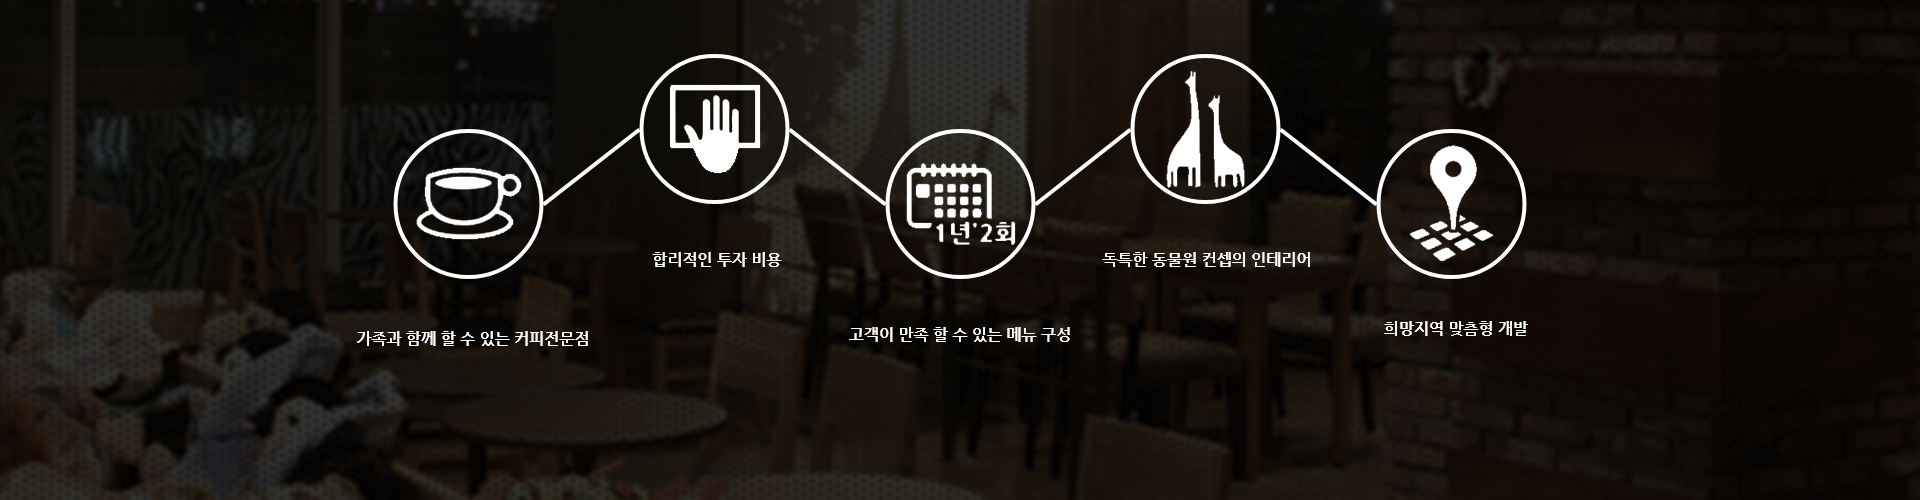 1년 2회
합리적인 투자 비용
독특한 동물원 컨셉의 인테리어
가족과 함께 할 수 있는 커피전문점
고객이 만족 할 수 있는 메뉴 구성
희망지역 맞춤형 개발